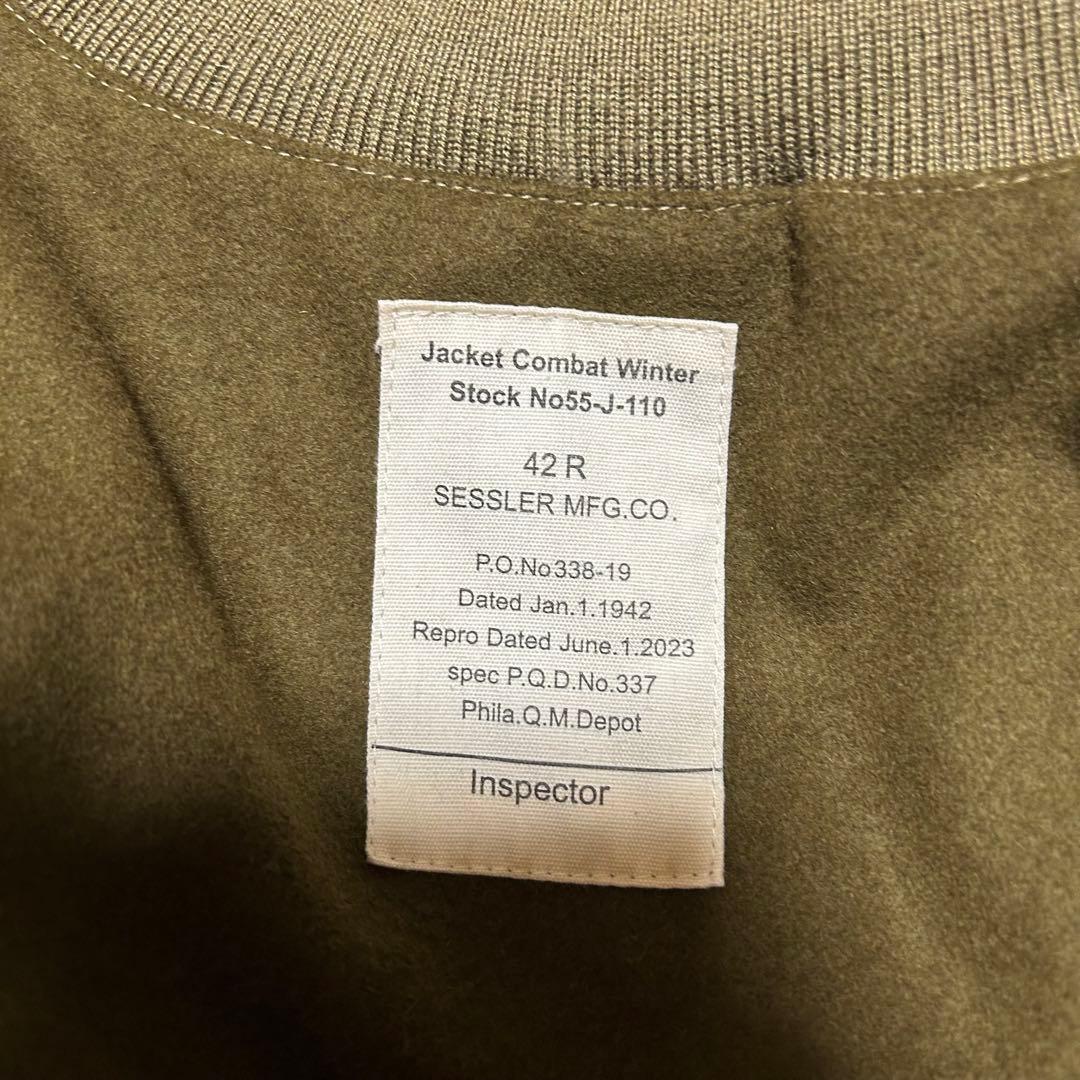 Jacket Combat Winter
Stock No55-J-110
42 R
SESSLER MFG.CO.
P.O.No338-19
Dated Jan.1.1942
Repro Dated June.1.2023
spec P.Q.D.No.337
Phila.Q.M.Depot
Inspector